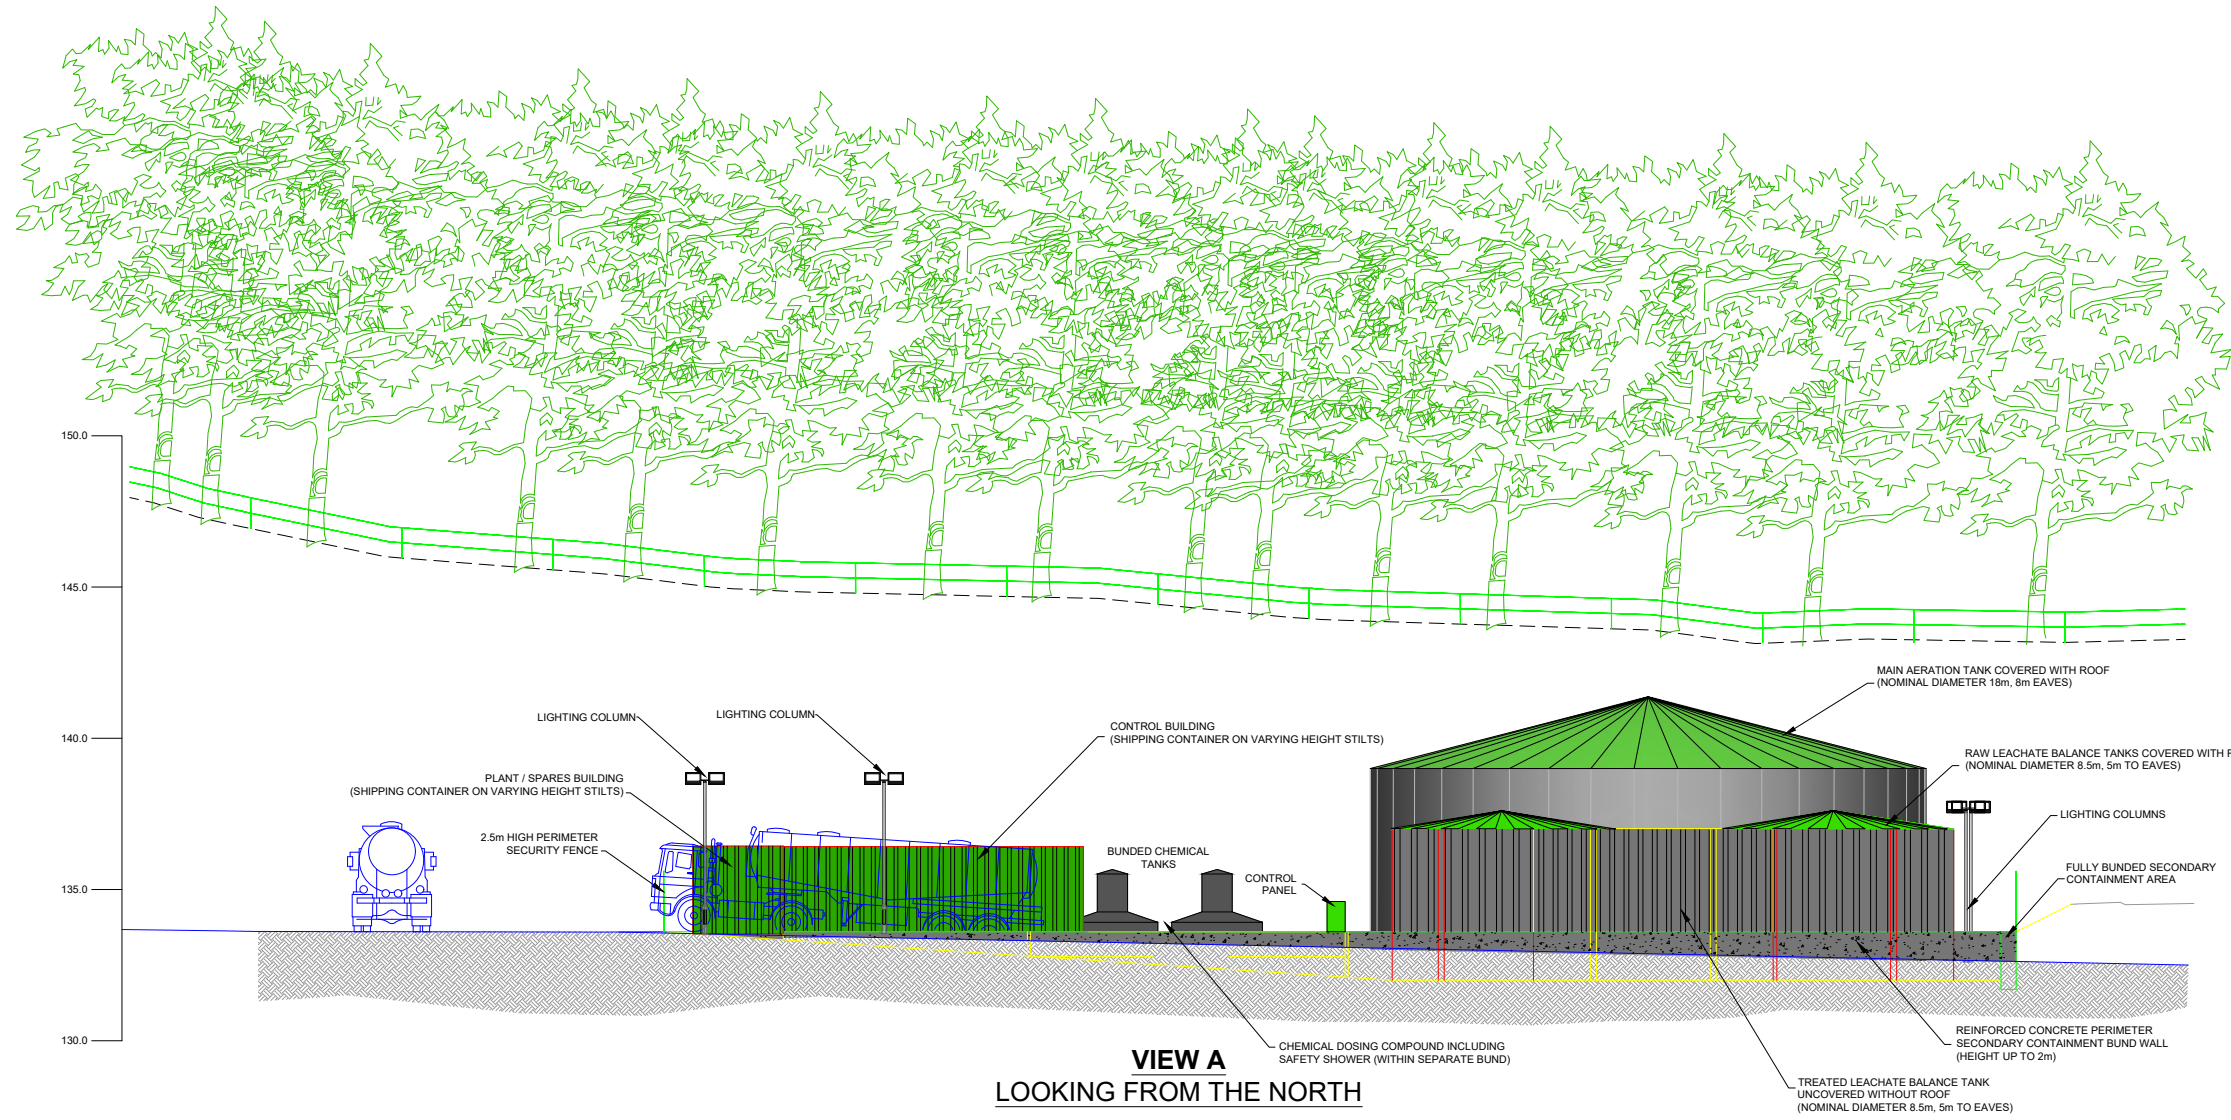 150.0
145.0
140.0
135.0
130.0
LIGHTING COLUMN
LIGHTING COLUMN
PLANT / SPARES BUILDING
(SHIPPING CONTAINER ON VARYING HEIGHT STILTS)
2.5m HIGH PERIMETER
SECURITY FENCE
CONTROL BUILDING
(SHIPPING CONTAINER ON VARYING HEIGHT STILTS)
BUNDED CHEMICAL
TANKS
CONTROL
PANEL
MAIN AERATION TANK COVERED WITH ROOF
(NOMINAL DIAMETER 18m, 8m EAVES)
RAW LEACHATE BALANCE TANKS COVERED WITH
(NOMINAL DIAMETER 8.5m, 5m TO EAVES)
LIGHTING COLUMNS
FULLY BUNDED SECONDARY
CONTAINMENT AREA
REINFORCED CONCRETE PERIMETER
SECONDARY CONTAINMENT BUND WALL
(HEIGHT UP TO 2m)
TREATED LEACHATE BALANCE TANK
UNCOVERED WITHOUT ROOF
(NOMINAL DIAMETER 8.5m, 5m TO EAVES)
CHEMICAL DOSING COMPOUND INCLUDING
SAFETY SHOWER (WITHIN SEPARATE BUND)
VIEW A
LOOKING FROM THE NORTH